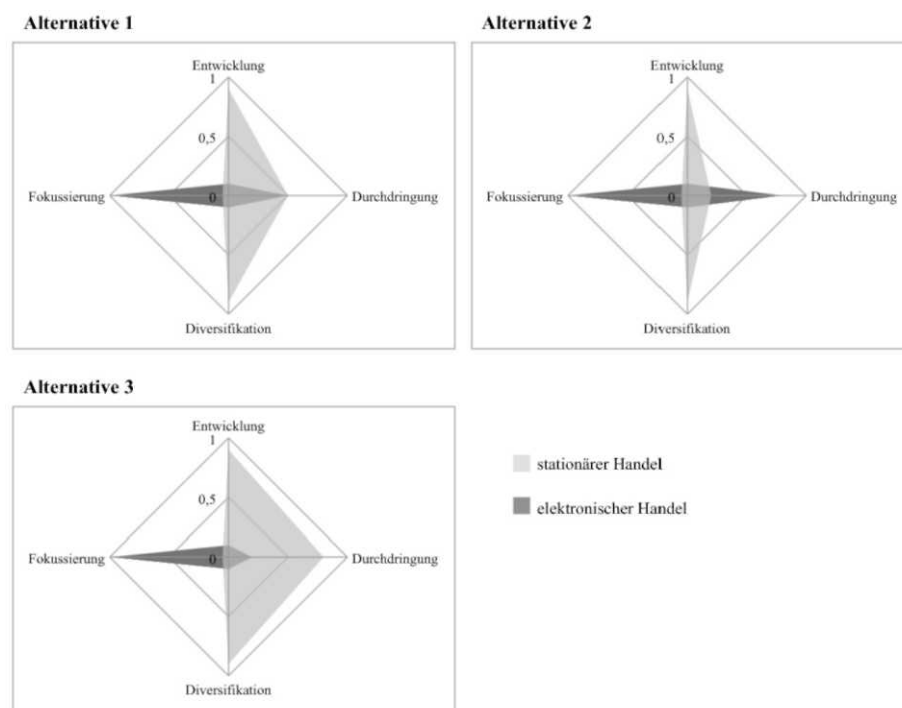 Alternative 1
Entwicklung
1
0,5
Fokussierung
0
Durchdringung
Diversifikation
Alternative 2
Entwicklung
1
0,5
Fokussierung
0
Durchdringung
Diversifikation
Alternative 3
Entwicklung
1
0,5
Fokussierung
0
Durchdringung
Diversifikation
stationärer Handel
elektronischer Handel